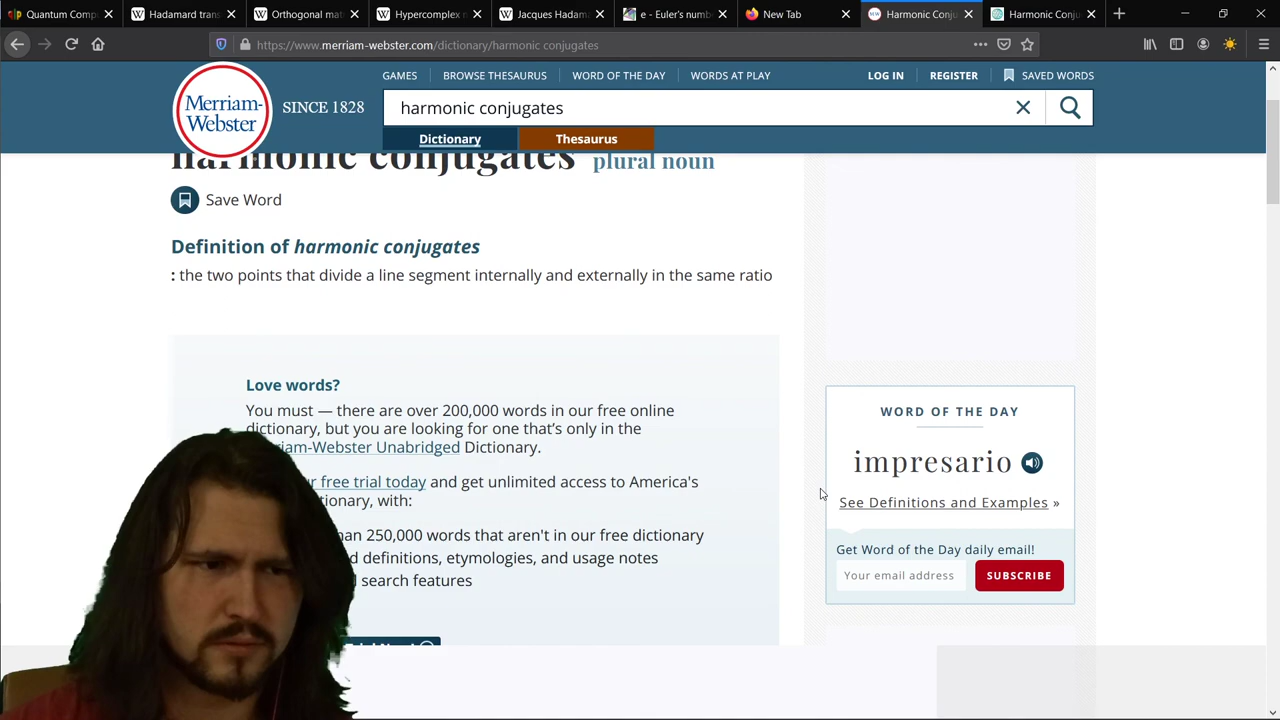 Quantum Comp
Hadamard trans
Orthogonal mat
Hypercomplex n
Jacques Hadama
e - Euler's numb
New Tab
Harmonic Conju
Harmonic Conju
https://www.merriam-webster.com/dictionary/harmonic conjugates
GAMES
BROWSE THESAURUS
WORD OF THE DAY
WORDS AT PLAY
LOG IN
REGISTER
SAVED WORDS
Merriam-
Webster
SINCE 1828
harmonic conjugates
Dictionary
Thesaurus
harmonic conjugates plural noun
Save Word
Definition of harmonic conjugates
: the two points that divide a line segment internally and externally in the same ratio
Love words?
You must — there are over 200,000 words in our free online
dictionary, but you are looking for one that's only in the
iam-Webster Unabridged Dictionary.
r free trial today and get unlimited access to America's
tionary, with:
an 250,000 words that aren't in our free dictionary
d definitions, etymologies, and usage notes
search features
WORD OF THE DAY
impresario
See Definitions and Examples »
Get Word of the Day daily email!
Your email address
SUBSCRIBE